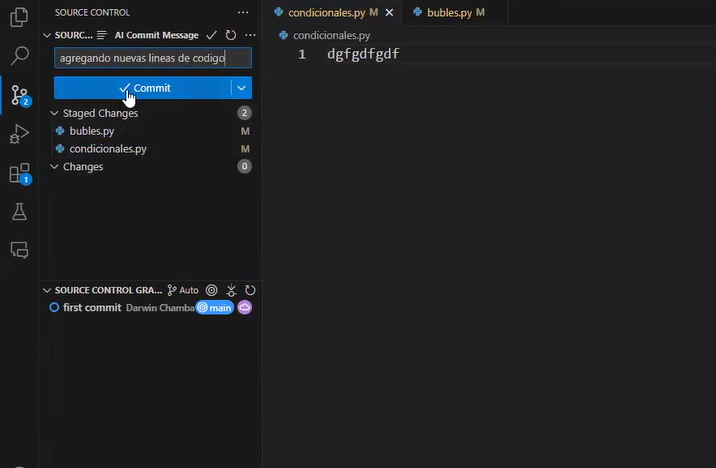 SOURCE CONTROL
SOURC... AI Commit Message
agregando nuevas lineas de codigo
Commit
Staged Changes 2
bubles.py M
condicionales.py M
Changes 0
SOURCE CONTROL GRA... Auto
first commit Darwin Chamba main
2
1
condicionales.py M bubles.py M
condicionales.py
1 dgfgdfgdf